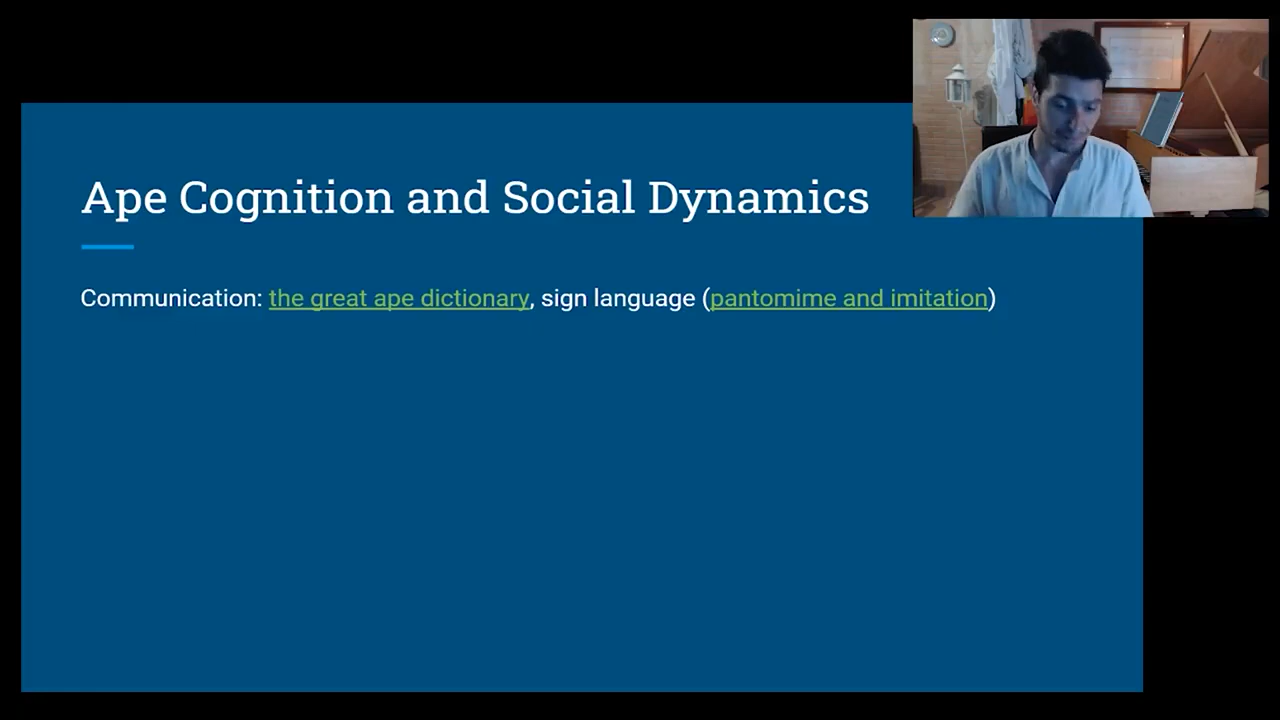 Ape Cognition and Social Dynamics
Communication: the great ape dictionary, sign language (pantomime and imitation)